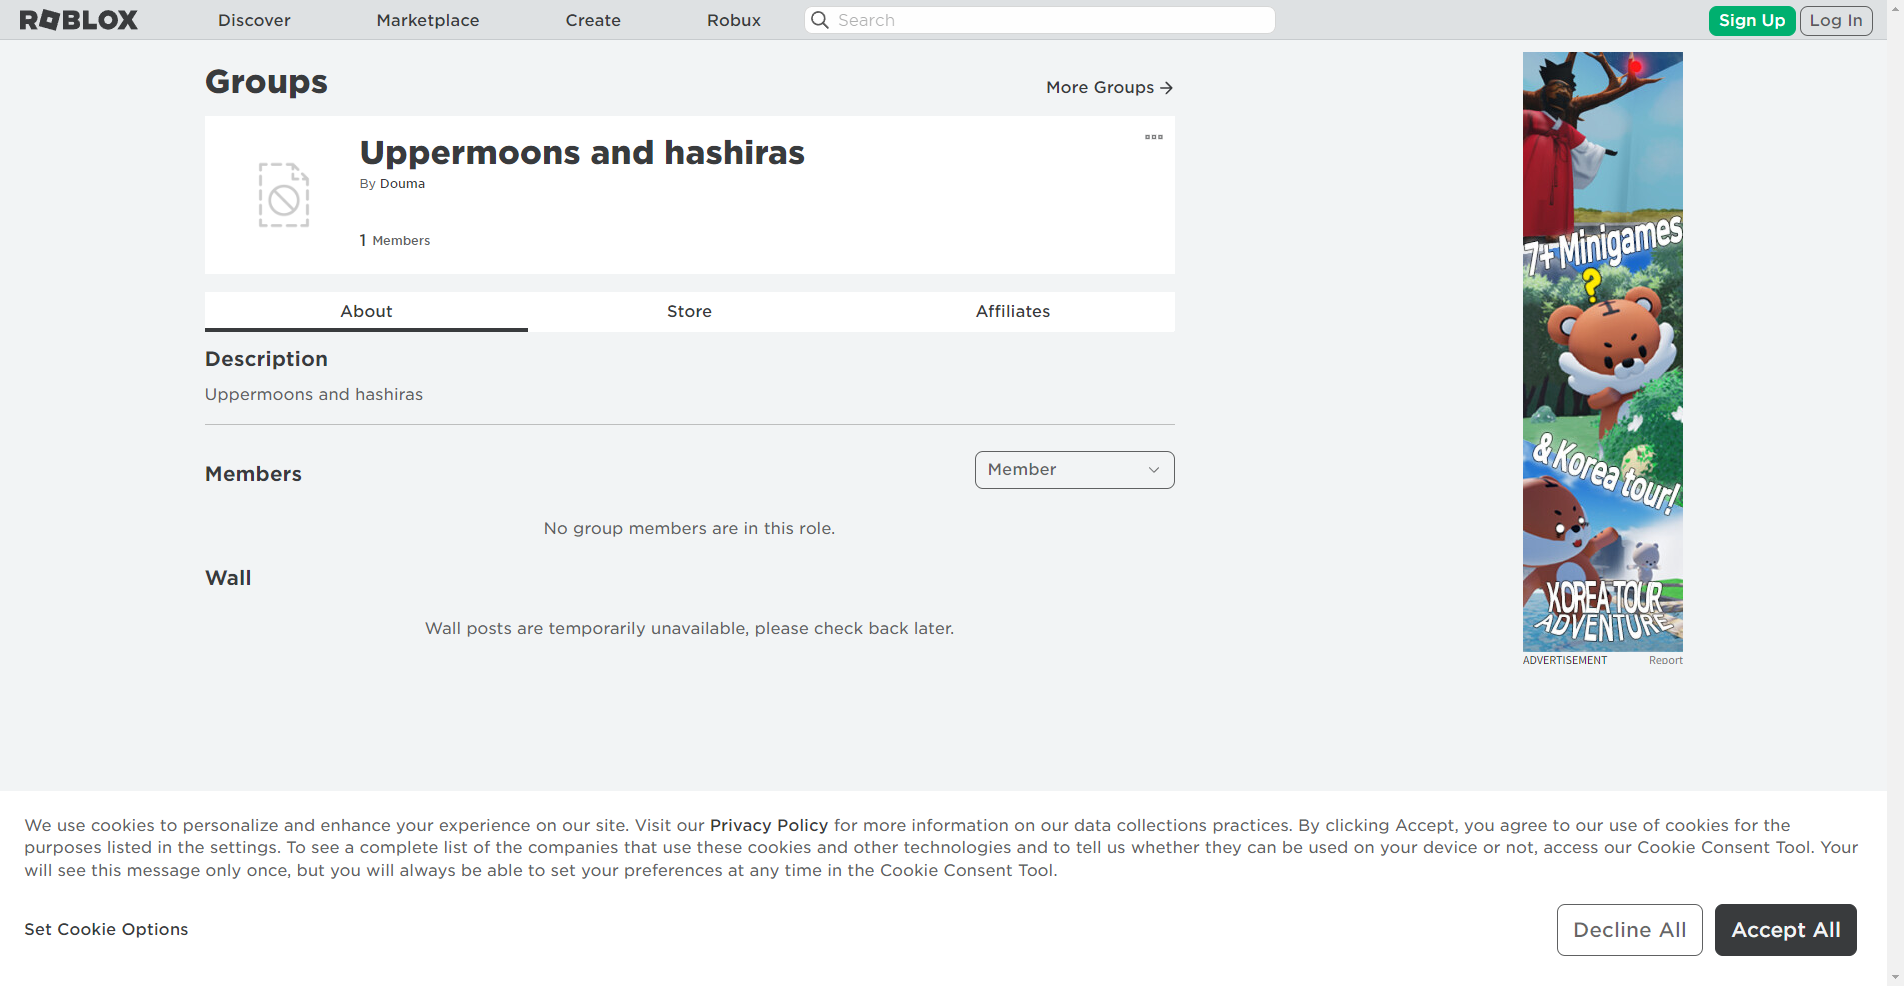 ROBLOX
Discover
Marketplace
Create
Robux
Search
Sign Up
Log In
Groups
More Groups
Uppermoons and hashiras
By Douma
1 Members
About
Store
Affiliates
Description
Uppermoons and hashiras
Members
Member
No group members are in this role.
Wall
Wall posts are temporarily unavailable, please check back later.
7+ Minigames
?
& Korea tour!
KOREA TOUR
ADVENTURE
ADVERTISEMENT
Report
We use cookies to personalize and enhance your experience on our site. Visit our Privacy Policy for more information on our data collections practices. By clicking Accept, you agree to our use of cookies for the
purposes listed in the settings. To see a complete list of the companies that use these cookies and other technologies and to tell us whether they can be used on your device or not, access our Cookie Consent Tool. Your
will see this message only once, but you will always be able to set your preferences at any time in the Cookie Consent Tool.
Set Cookie Options
Decline All
Accept All